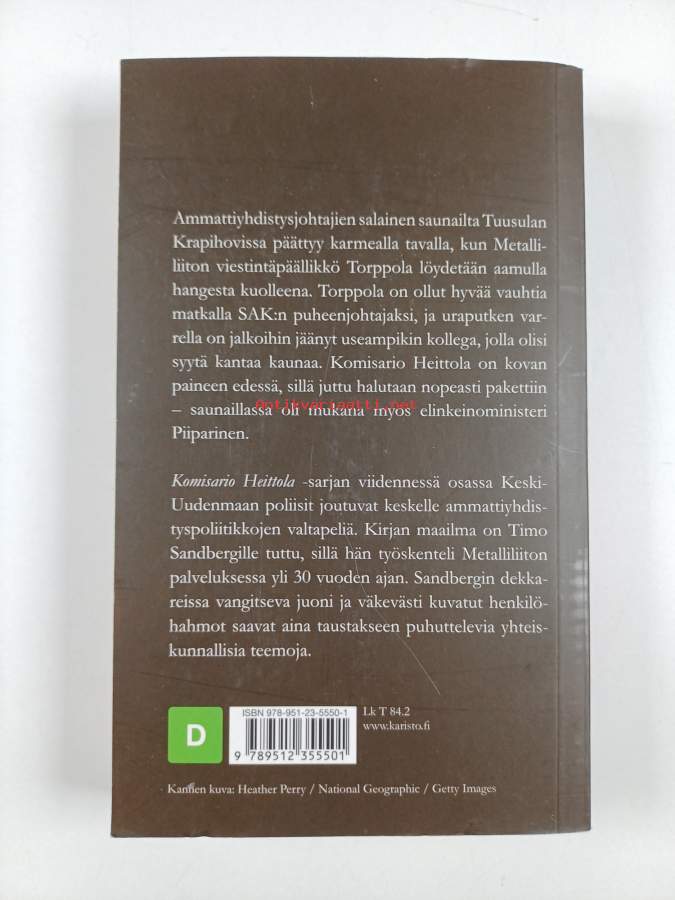 Ammattiyhdistysjohtajien salainen saunailta Tuusulan
Krapihovissa päättyy karmealla tavalla, kun Metalli-
liiton viestintäpäällikkö Torppola löydetään aamulla
hangesta kuolleena. Torppola on ollut hyvää vauhtia
matkalla SAK:n puheenjohtajaksi, ja uraputken var-
rella on jalkoihin jäänyt useampikin kollega, jolla olisi
syytä kantaa kaunaa. Komisario Heittola on kovan
paineen edessä, sillä juttu halutaan nopeasti pakettiin
antikvariaatti.net
– saunaillassa oli mukana myös elinkeinoministeri
Piiparinen.
Komisario Heittola -sarjan viidennessä osassa Keski-
Uudenmaan poliisit joutuvat keskelle ammattiyhdis-
tyspoliitikkojen valtapeliä. Kirjan maailma on Timo
Sandbergille tuttu, sillä hän työskenteli Metalliliiton
palveluksessa yli 30 vuoden ajan. Sandbergin dekka-
reissa vangitseva juoni ja väkevästi kuvatut henkilö-
hahmot saavat aina taustakseen puhuttelevia yhteis-
kunnallisia teemoja.
D
ISBN 978-951-23-5550-1
9 789512 355501
Lk T 84.2
www.karisto.fi
Kannen kuva: Heather Perry / National Geographic / Getty Images